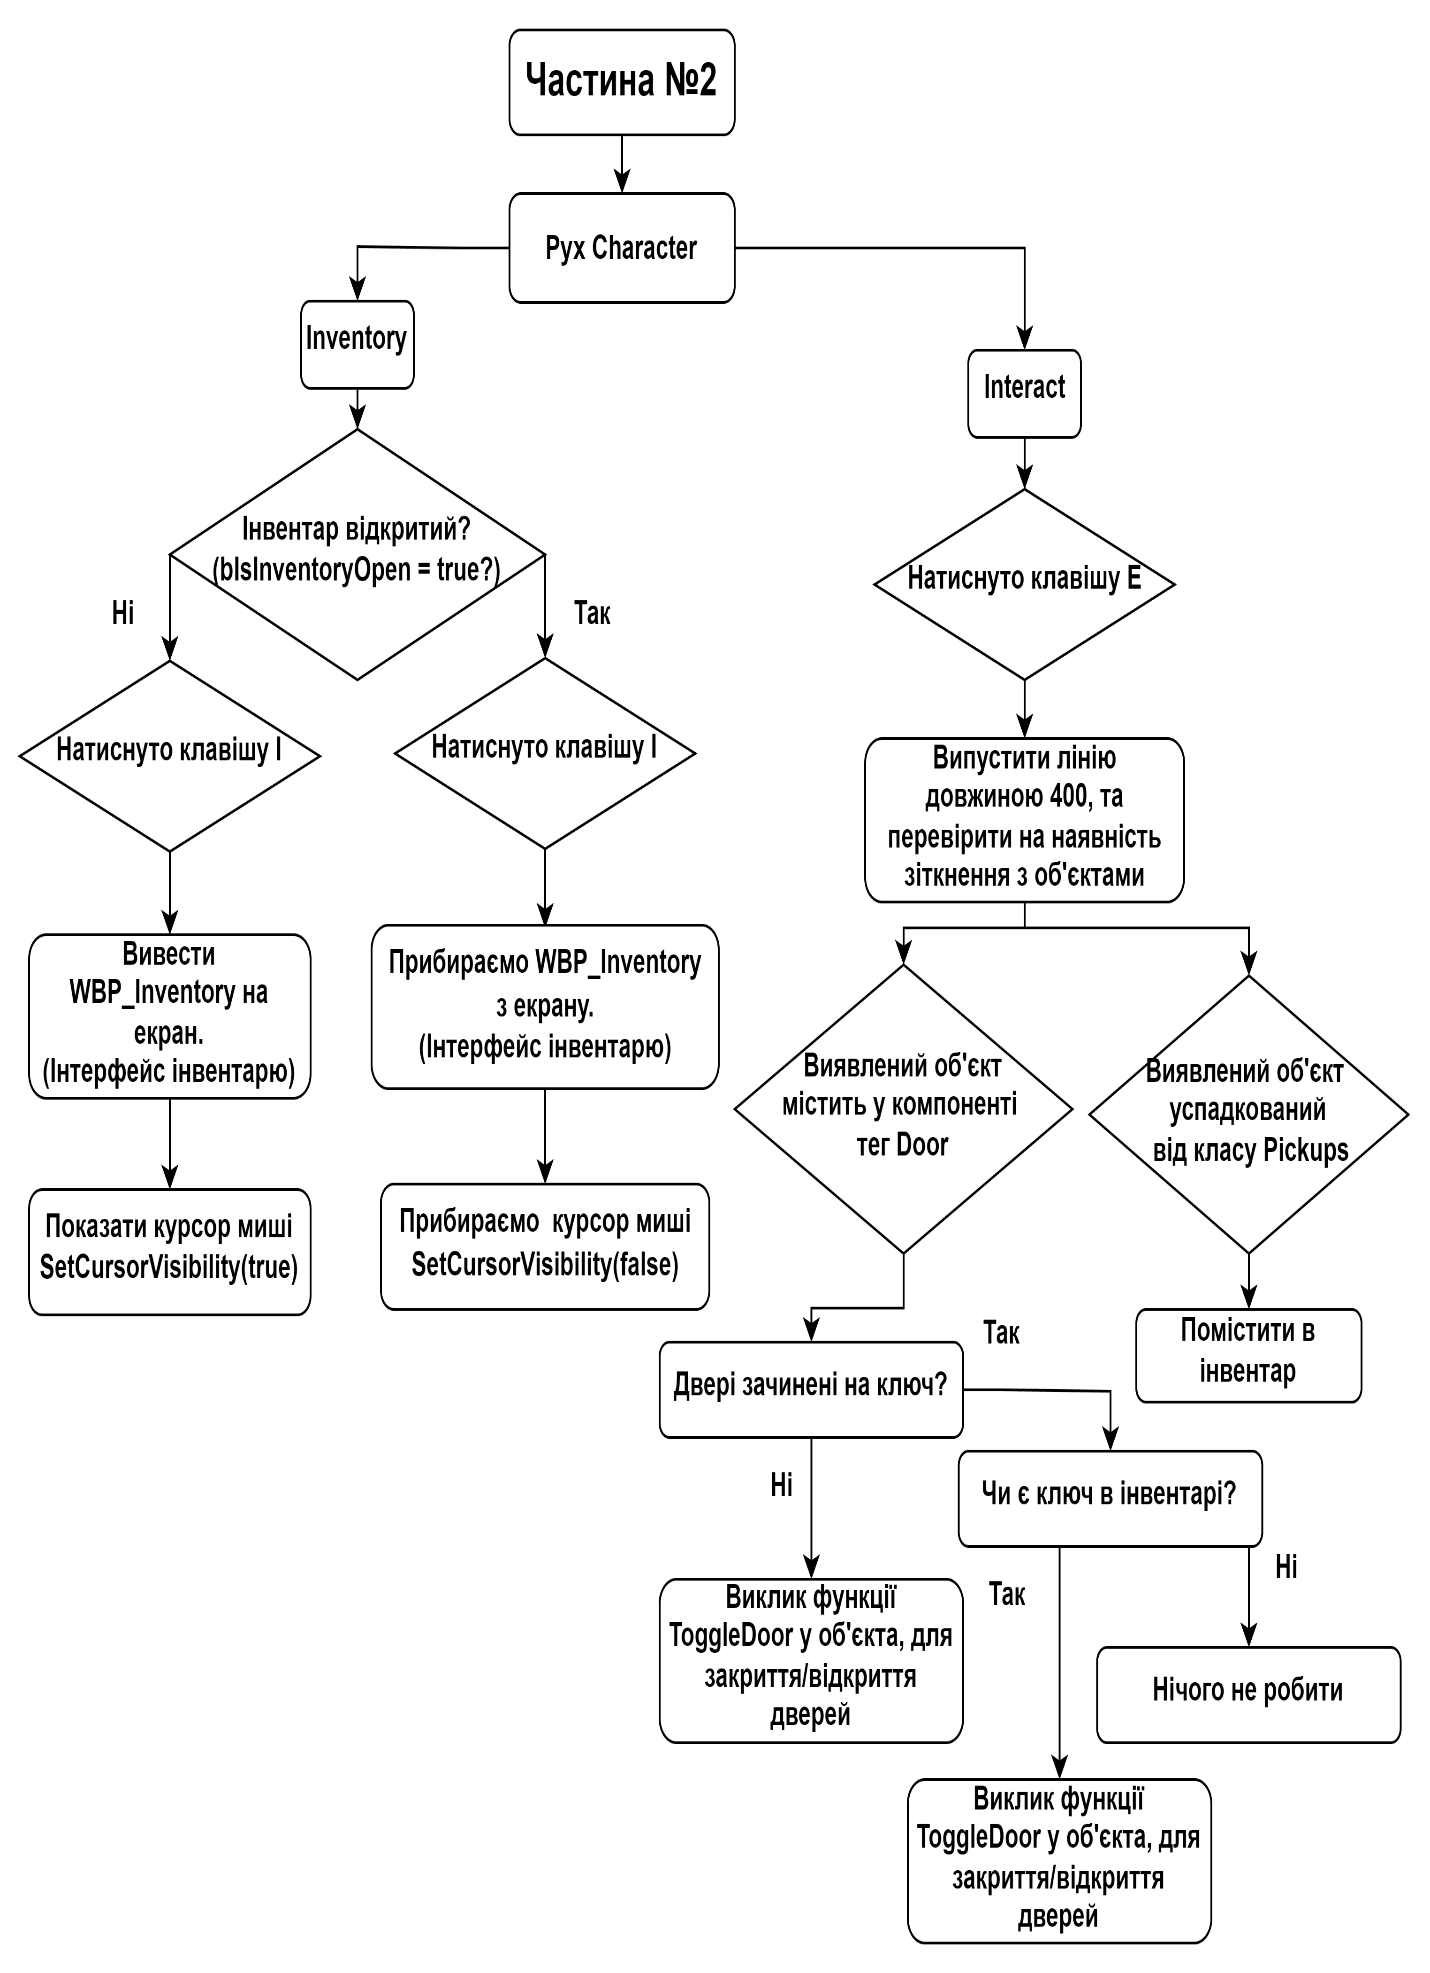 Частина №2
Рух Character
Inventory
Interact
Інвентар відкритий?
(bIsInventoryOpen = true?)
Натиснуто клавішу E
Ні
Так
Натиснуто клавішу I
Натиснуто клавішу I
Випустити лінію
довжиною 400, та
перевірити на наявність
зіткнення з об'єктами
Вивести
WBP_Inventory на
екран.
(Інтерфейс інвентарю)
Прибираємо WBP_Inventory
з екрану.
(Інтерфейс інвентарю)
Виявлений об'єкт
містить у компоненті
тег Door
Виявлений об'єкт
успадкований
від класу Pickups
Показати курсор миші
SetCursorVisibility(true)
Прибираємо  курсор миші
SetCursorVisibility(false)
Так
Помістити в
інвентар
Двері зачинені на ключ?
Ні
Чи є ключ в інвентарі?
Так
Ні
Виклик функції
ToggleDoor у об'єкта, для
закриття/відкриття
дверей
Нічого не робити
Виклик функції
ToggleDoor у об'єкта, для
закриття/відкриття
дверей